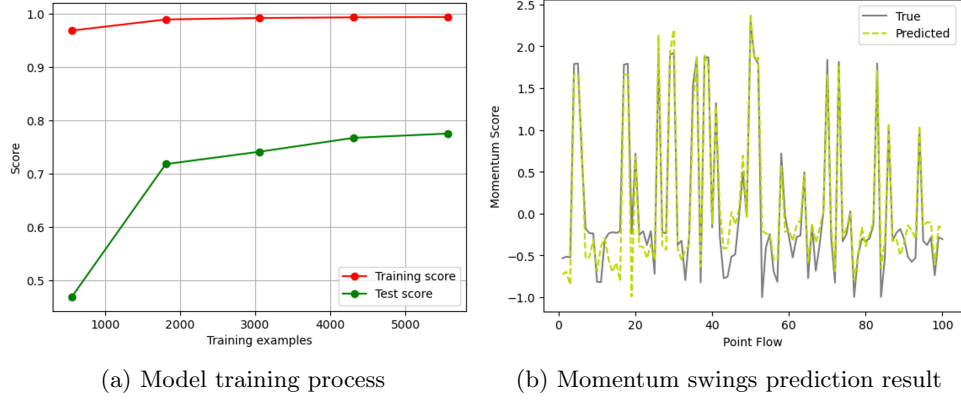 1.0
0.9
0.8
0.7
0.6
0.5
Score
1000 2000 3000 4000 5000
Training examples
Training score
Test score
(a) Model training process
2.5
2.0
1.5
1.0
0.5
0.0
−0.5
−1.0
Momentum Score
0 20 40 60 80 100
Point Flow
True
Predicted
(b) Momentum swings prediction result